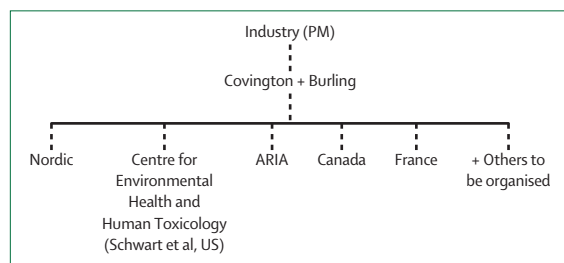 Industry (PM)
Covington + Burling
Nordic
Centre for
Environmental
Health and
Human Toxicology
(Schwart et al, US)
ARIA
Canada
France
+ Others to
be organised